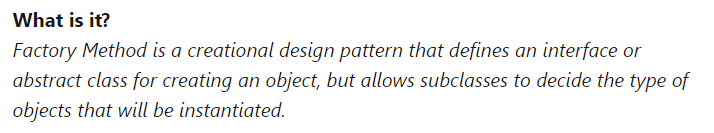 What is it?
Factory Method is a creational design pattern that defines an interface or
abstract class for creating an object, but allows subclasses to decide the type of
objects that will be instantiated.